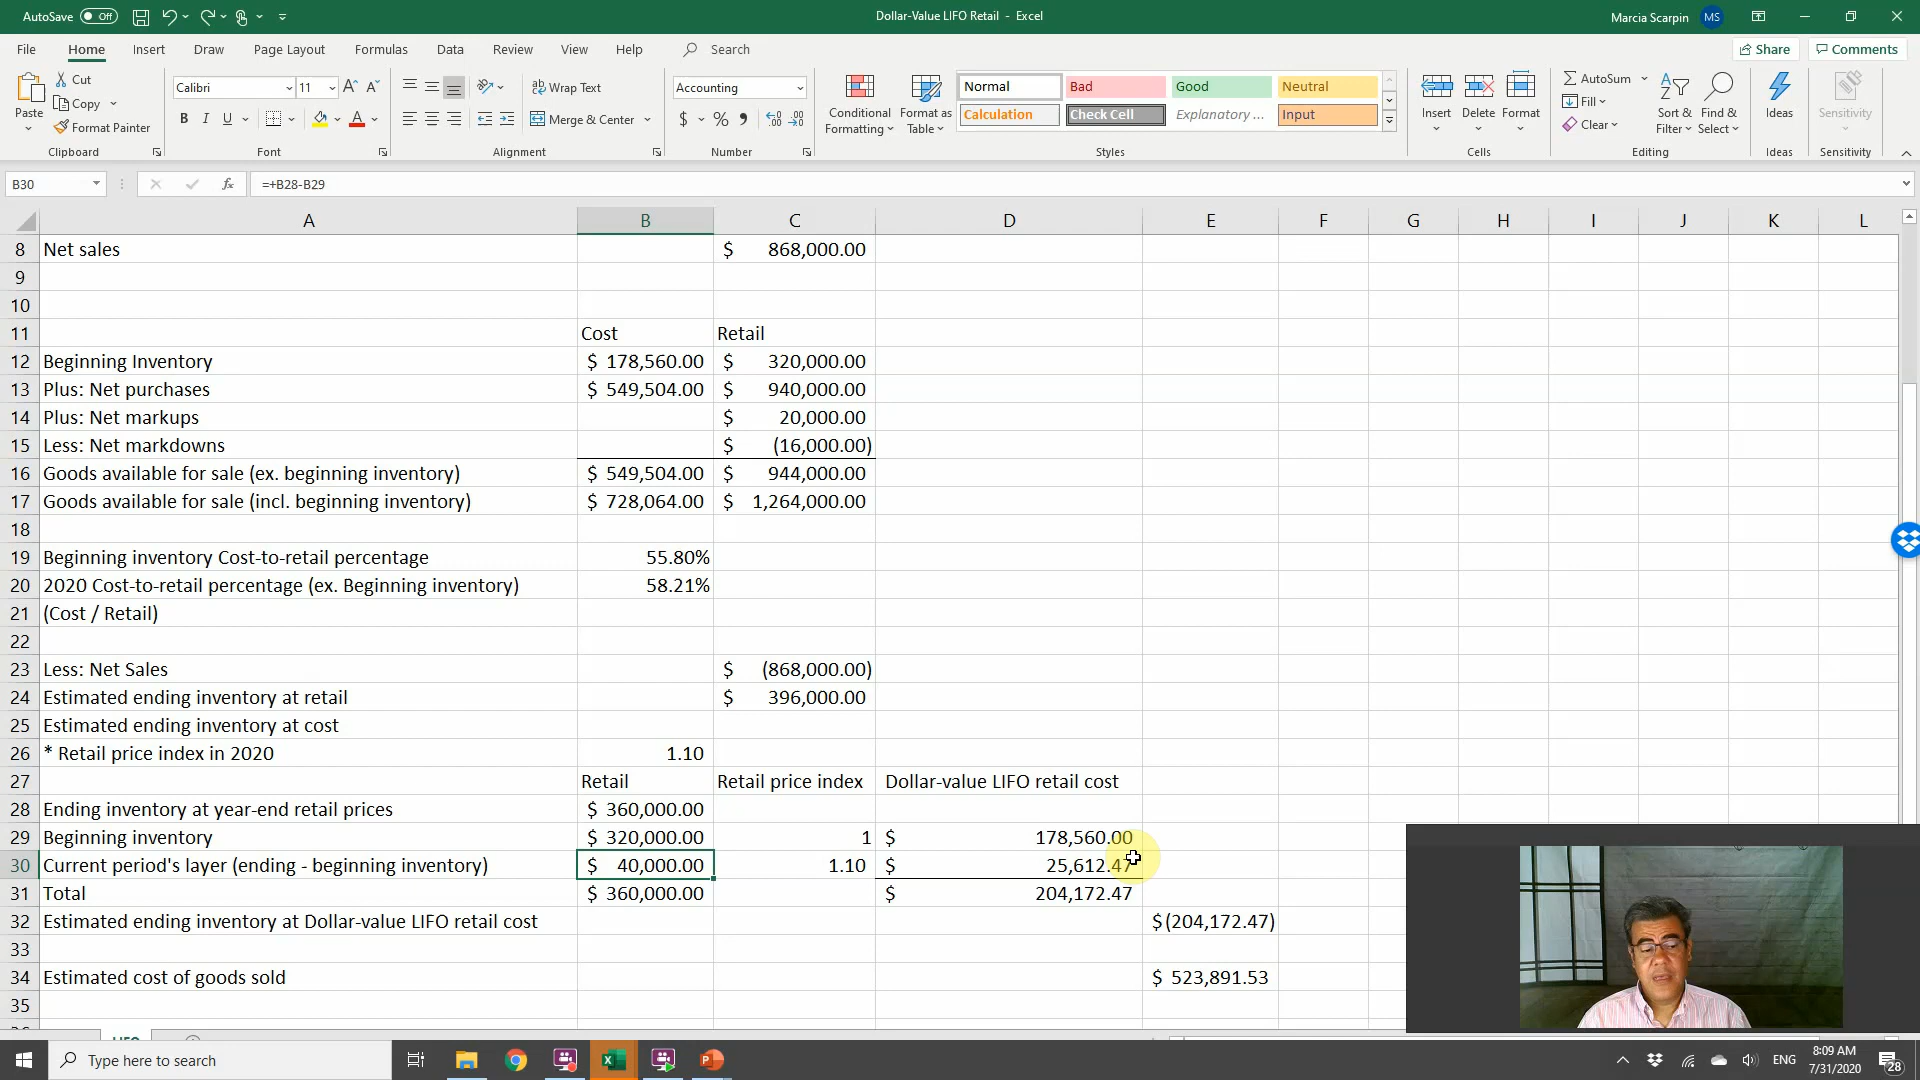 AutoSave Off Dollar-Value LIFO Retail - Excel Marcia Scarpin MS
File Home Insert Draw Page Layout Formulas Data Review View Help Search Share Comments
Paste Cut Copy Format Painter Clipboard
Calibri 11 B I U A A A Font
Wrap Text Merge & Center Alignment
Accounting $ % Number
Conditional Formatting Format as Table
Normal Bad Good Neutral
Calculation Check Cell Explanatory ... Input
Styles
Insert Delete Format Cells
AutoSum Fill Clear Sort & Filter Find & Select Editing
Ideas Ideas
Sensitivity Sensitivity
B30 fx =+B28-B29
A B C D E F G H I J K L
8 Net sales $ 868,000.00
9
10
11 Cost Retail
12 Beginning Inventory $ 178,560.00 $ 320,000.00
13 Plus: Net purchases $ 549,504.00 $ 940,000.00
14 Plus: Net markups $ 20,000.00
15 Less: Net markdowns $ (16,000.00)
16 Goods available for sale (ex. beginning inventory) $ 549,504.00 $ 944,000.00
17 Goods available for sale (incl. beginning inventory) $ 728,064.00 $ 1,264,000.00
18
19 Beginning inventory Cost-to-retail percentage 55.80%
20 2020 Cost-to-retail percentage (ex. Beginning inventory) 58.21%
21 (Cost / Retail)
22
23 Less: Net Sales $ (868,000.00)
24 Estimated ending inventory at retail $ 396,000.00
25 Estimated ending inventory at cost
26 * Retail price index in 2020 1.10
27 Retail Retail price index Dollar-value LIFO retail cost
28 Ending inventory at year-end retail prices $ 360,000.00
29 Beginning inventory $ 320,000.00 1 $ 178,560.00
30 Current period's layer (ending - beginning inventory) $ 40,000.00 1.10 $ 25,612.47
31 Total $ 360,000.00 $ 204,172.47
32 Estimated ending inventory at Dollar-value LIFO retail cost $ (204,172.47)
33
34 Estimated cost of goods sold $ 523,891.53
35
Type here to search ENG 8:09 AM
7/31/2020 28